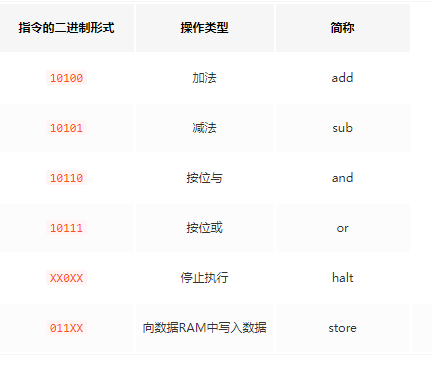 指令的二进制形式 操作类型 简称
10100 加法 add
10101 减法 sub
10110 按位与 and
10111 按位或 or
XX0XX 停止执行 halt
011XX 向数据RAM中写入数据 store